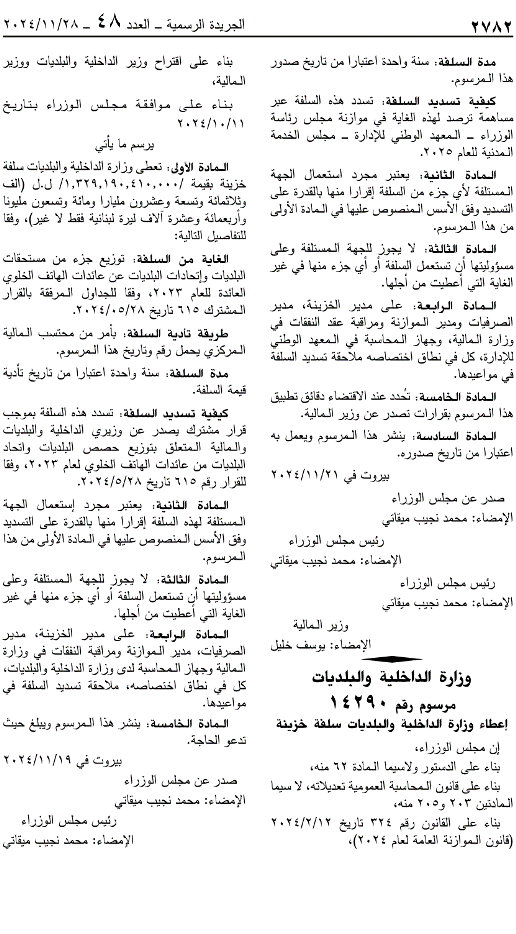 ٢٧٨٢
الجريدة الرسمية ــ العدد ٤٨ ــ ٢٠٢٤/١١/٢٨
مدة السلفة: سنة واحدة اعتبارا من تاريخ صدور
هذا المرسوم.
كيفية تسديد السلفة: تسدد هذه السلفة عبر
مساهمة ترصد لهذه الغاية في موازنة مجلس رئاسة
الوزراء ــ المعهد الوطني للإدارة ــ مجلس الخدمة
المدنية للعام ٢٠٢٥.
المادة الثانية: يعتبر مجرد استعمال الجهة
المستلفة لأي جزء من السلفة إقرارا منها بالقدرة على
التسديد وفق الأسس المنصوص عليها في المادة الأولى
من هذا المرسوم.
المادة الثالثة: لا يجوز للجهة المستلفة وعلى
مسؤوليتها أن تستعمل السلفة أو أي جزء منها في غير
الغاية التي أعطيت من أجلها.
المادة الرابعة: على مدير الخزينة، مدير
الصرفيات ومدير الموازنة ومراقبة عقد النفقات في
وزارة المالية، وجهاز المحاسبة في المعهد الوطني
للإدارة، كل في نطاق اختصاصه ملاحقة تسديد السلفة
في مواعيدها.
المادة الخامسة: تُحدد عند الاقتضاء دقائق تطبيق
هذا المرسوم بقرارات تصدر عن وزير المالية.
المادة السادسة: ينشر هذا المرسوم ويعمل به
اعتبارا من تاريخ صدوره.
بيروت في ٢٠٢٤/١١/٢١
صدر عن مجلس الوزراء
الإمضاء: محمد نجيب ميقاتي
رئيس مجلس الوزراء
الإمضاء: محمد نجيب ميقاتي
رئيس مجلس الوزراء
الإمضاء: محمد نجيب ميقاتي
وزير المالية
الإمضاء: يوسف خليل
وزارة الداخلية والبلديات
مرسوم رقم ١٤٢٩٠
إعطاء وزارة الداخلية والبلديات سلفة خزينة
إن مجلس الوزراء،
بناء على الدستور ولاسيما المادة ٦٢ منه،
بناء على قانون المحاسبة العمومية تعديلاته، لا سيما
المادتين ٢٠٣ و٢٠٥ منه،
بناء على القانون رقم ٣٢٤ تاريخ ٢٠٢٤/٢/١٢
(قانون الموازنة العامة لعام ٢٠٢٤)،
بناء على اقتراح وزير الداخلية والبلديات ووزير
المالية،
بناء على موافقة مجلس الوزراء بتاريخ
٢٠٢٤/١٠/١١
يرسم ما يأتي
المادة الأولى: تعطى وزارة الداخلية والبلديات سلفة
خزينة بقيمة /١,٣٢٩,١٩٠,٤١٠,٠٠٠/ ل.ل (الف
وثلاثمائة وتسعة وعشرون مليارا ومائة وتسعون مليونا
وأربعمائة وعشرة آلاف ليرة لبنانية فقط لا غير)، وفقا
للتفاصيل التالية:
الغاية من السلفة: توزيع جزء من مستحقات
البلديات وإتحادات البلديات عن عائدات الهاتف الخلوي
العائدة للعام ٢٠٢٣، وفقا للجداول المرفقة بالقرار
المشترك ٦١٥ تاريخ ٢٠٢٤/٠٥/٢٨.
طريقة تادية السلفة: بأمر من محتسب المالية
المركزي يحمل رقم وتاريخ هذا المرسوم.
مدة السلفة: سنة واحدة اعتبارا من تاريخ تأدية
قيمة السلفة.
كيفية تسديد السلفة: تسدد هذه السلفة بموجب
قرار مشترك يصدر عن وزيري الداخلية والبلديات
والمالية المتعلق بتوزيع حصص البلديات واتحاد
البلديات من عائدات الهاتف الخلوي لعام ٢٠٢٣، وفقا
للقرار رقم ٦١٥ تاريخ ٢٠٢٤/٥/٢٨.
المادة الثانية: يعتبر مجرد إستعمال الجهة
المستلفة لهذه السلفة إقرارا منها بالقدرة على التسديد
وفق الأسس المنصوص عليها في المادة الأولى من هذا
المرسوم.
المادة الثالثة: لا يجوز للجهة المستلفة وعلى
مسؤوليتها أن تستعمل السلفة أو أي جزء منها في غير
الغاية التي أعطيت من أجلها.
المادة الرابعة: على مدير الخزينة، مدير
الصرفيات، مدير الموازنة ومراقبة النفقات في وزارة
المالية وجهاز المحاسبة لدى وزارة الداخلية والبلديات،
كل في نطاق اختصاصه، ملاحقة تسديد السلفة في
مواعيدها.
المادة الخامسة: ينشر هذا المرسوم ويبلغ حيث
تدعو الحاجة.
بيروت في ٢٠٢٤/١١/١٩
صدر عن مجلس الوزراء
الإمضاء: محمد نجيب ميقاتي
رئيس مجلس الوزراء
الإمضاء: محمد نجيب ميقاتي